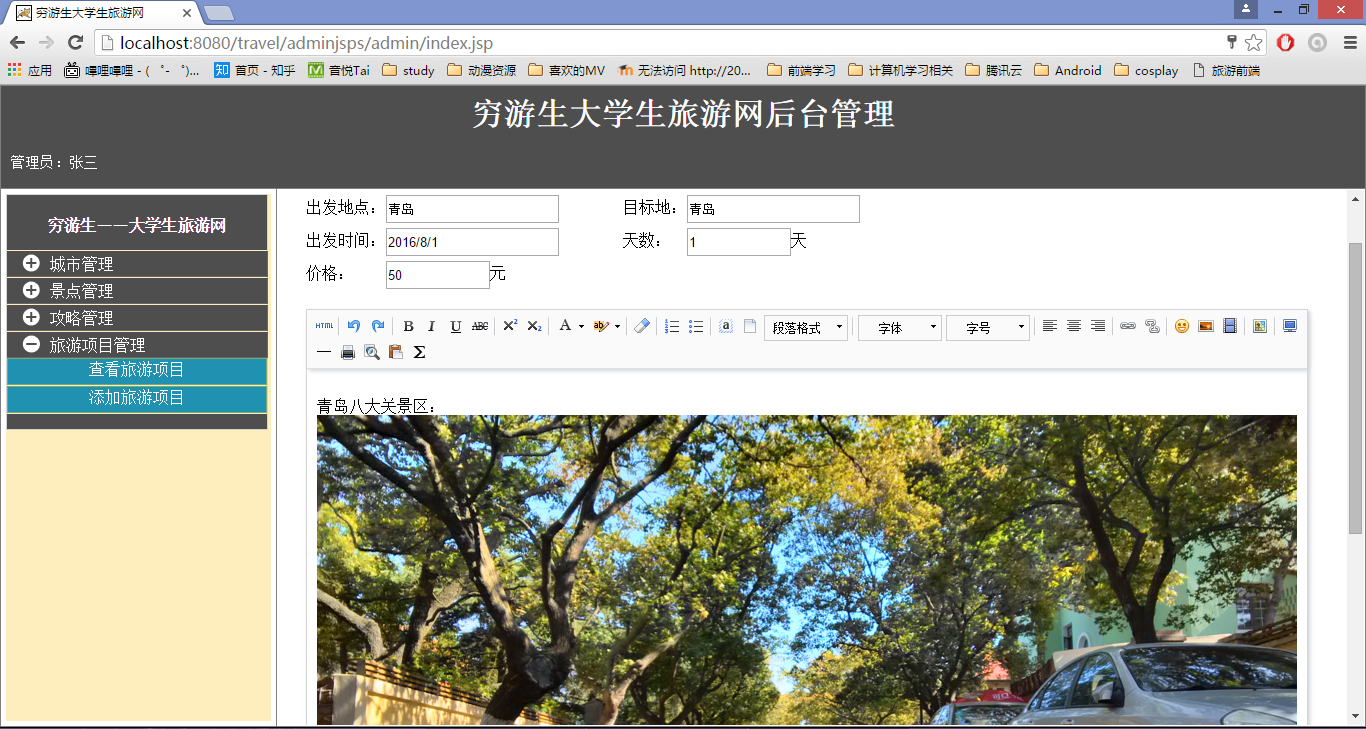 穷游生大学生旅游网
localhost:8080/travel/adminjsps/admin/index.jsp
应用 哔哩哔哩 - ( ゜- ゜)... 知 首页 - 知乎 音悦Tai study 动漫资源 喜欢的MV 无法访问 http://20... 前端学习 计算机学习相关 腾讯云 Android cosplay 旅游前端
穷游生大学生旅游网后台管理
管理员：张三
穷游生——大学生旅游网
城市管理
景点管理
攻略管理
旅游项目管理
查看旅游项目
添加旅游项目
出发地点： 青岛 目标地： 青岛
出发时间： 2016/8/1 天数： 1 天
价格： 50 元
HTML B I U ABC X² X₂ A ab a 段落格式 字体 字号
Σ
青岛八大关景区：